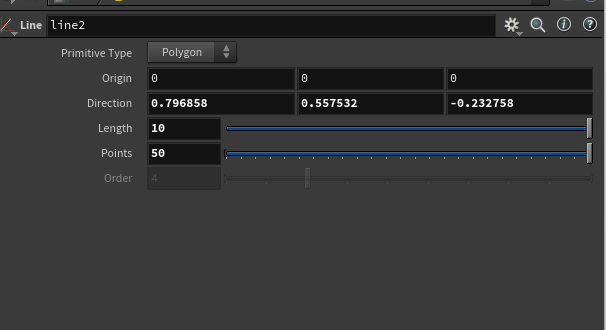 Line line2
Primitive Type Polygon
Origin 0 0 0
Direction 0.796858 0.557532 -0.232758
Length 10
Points 50
Order 4